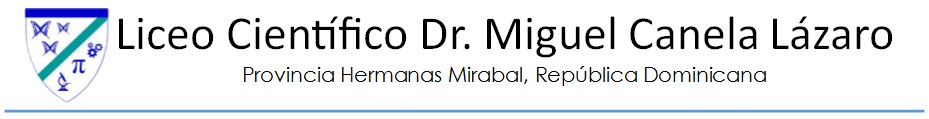 Liceo Científico Dr. Miguel Canela Lázaro
Provincia Hermanas Mirabal, República Dominicana
π